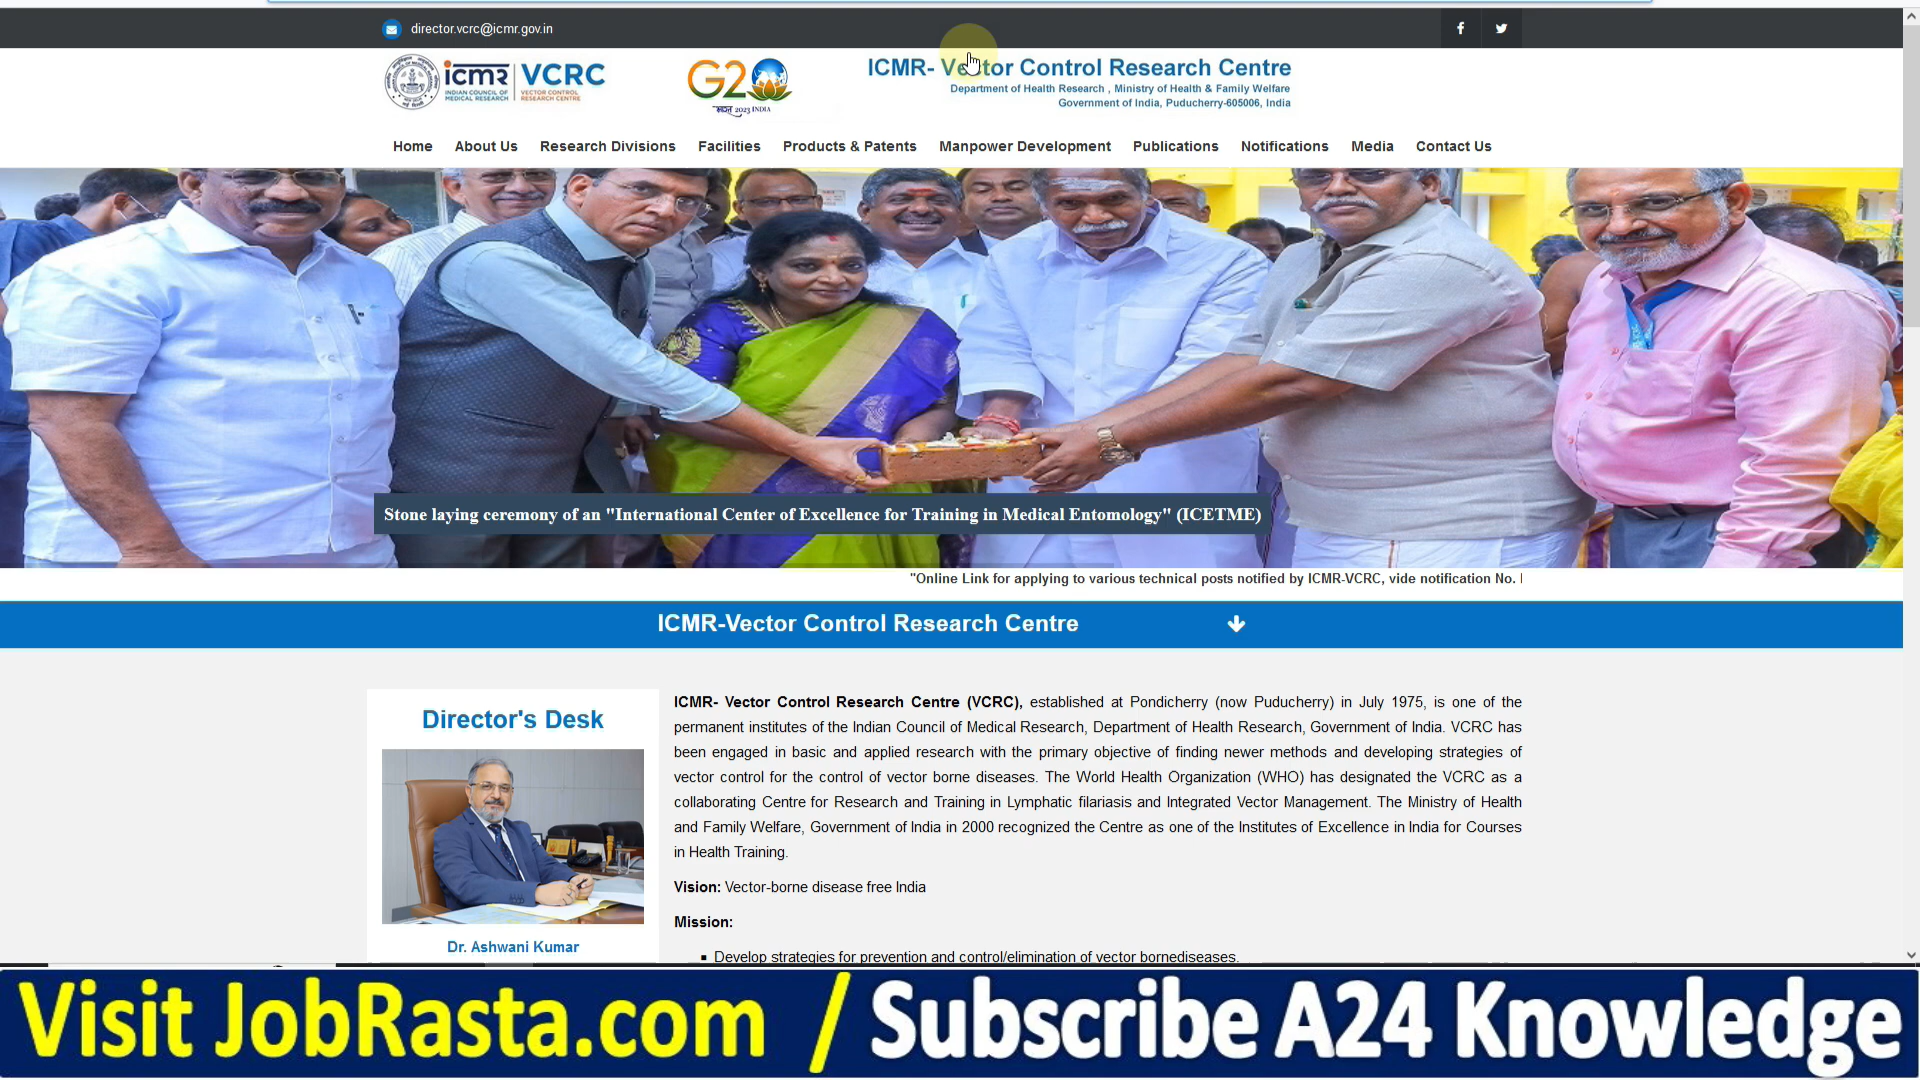 director.vcrc@icmr.gov.in
icmr
INDIAN COUNCIL OF
MEDICAL RESEARCH
VCRC
VECTOR CONTROL
RESEARCH CENTRE
G20
भारत 2023 INDIA
ICMR- Vector Control Research Centre
Department of Health Research , Ministry of Health & Family Welfare
Government of India, Puducherry-605006, India
Home About Us Research Divisions Facilities Products & Patents Manpower Development Publications Notifications Media Contact Us
Stone laying ceremony of an "International Center of Excellence for Training in Medical Entomology" (ICETME)
"Online Link for applying to various technical posts notified by ICMR-VCRC, vide notification No.
ICMR-Vector Control Research Centre
Director's Desk
Dr. Ashwani Kumar
ICMR- Vector Control Research Centre (VCRC), established at Pondicherry (now Puducherry) in July 1975, is one of the
permanent institutes of the Indian Council of Medical Research, Department of Health Research, Government of India. VCRC has
been engaged in basic and applied research with the primary objective of finding newer methods and developing strategies of
vector control for the control of vector borne diseases. The World Health Organization (WHO) has designated the VCRC as a
collaborating Centre for Research and Training in Lymphatic filariasis and Integrated Vector Management. The Ministry of Health
and Family Welfare, Government of India in 2000 recognized the Centre as one of the Institutes of Excellence in India for Courses
in Health Training.
Vision: Vector-borne disease free India
Mission:
Develop strategies for prevention and control/elimination of vector bornediseases.
Visit JobRasta.com / Subscribe A24 Knowledge